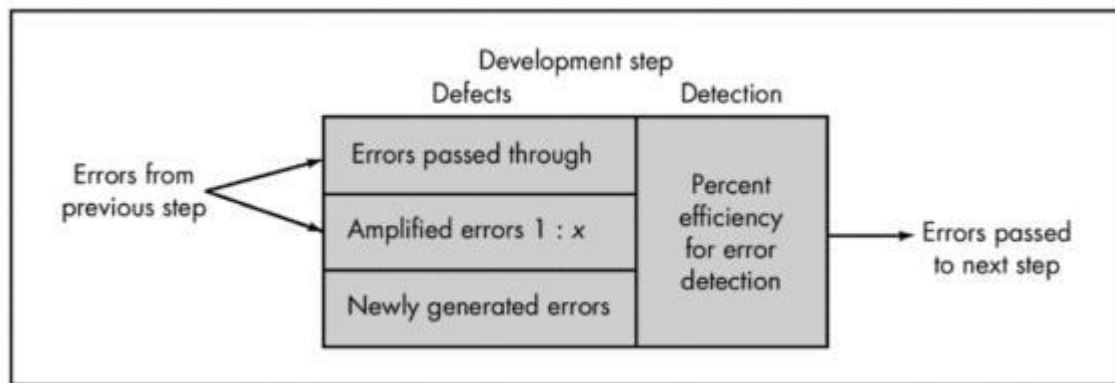 Development step
Defects
Detection
Errors from
previous step
Errors passed through
Amplified errors 1 : x
Newly generated errors
Percent
efficiency
for error
detection
Errors passed
to next step